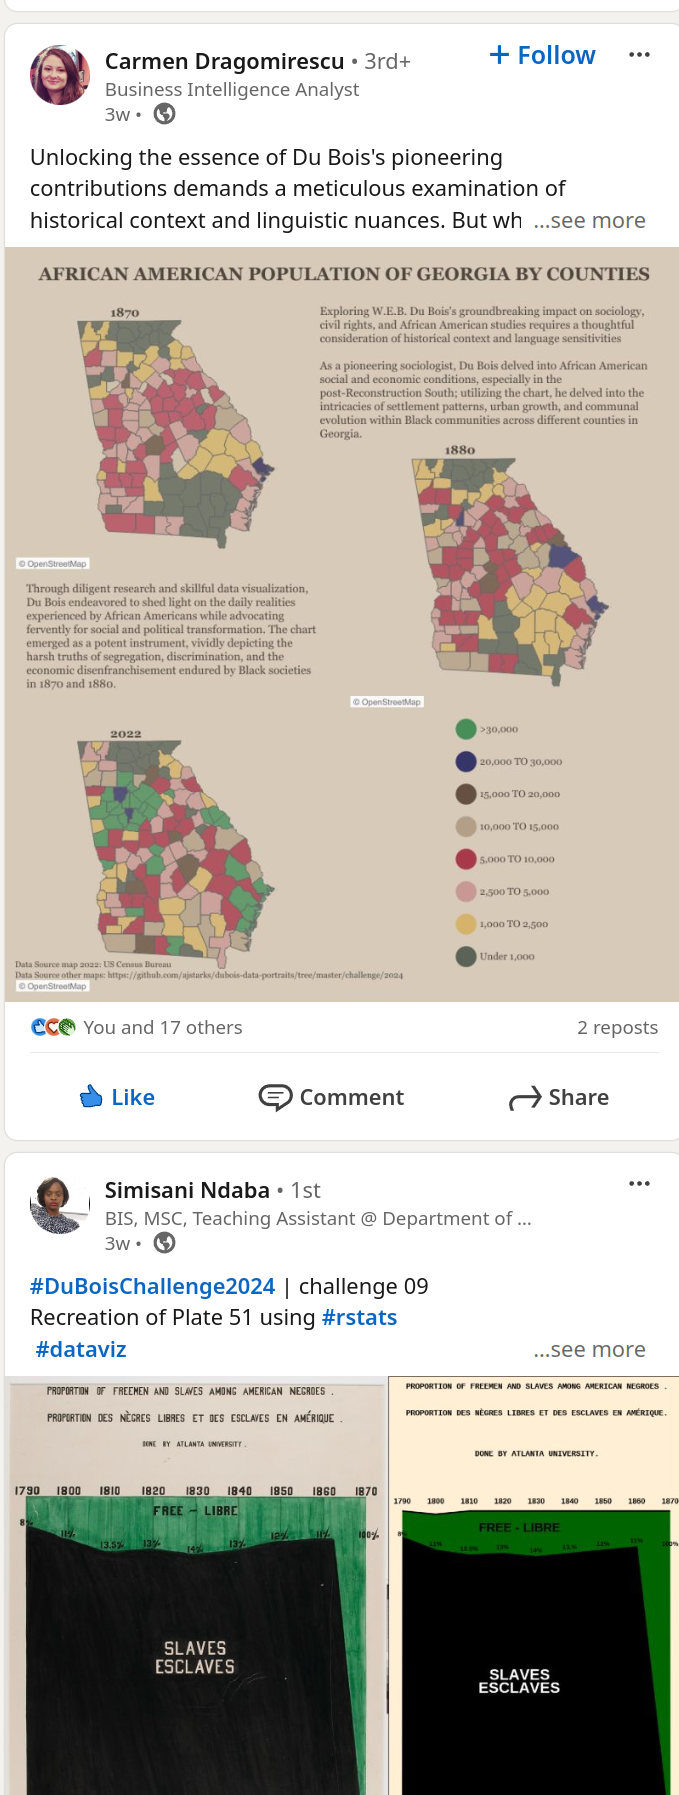 Carmen Dragomirescu • 3rd+
+ Follow
Business Intelligence Analyst
3w •
Unlocking the essence of Du Bois's pioneering
contributions demands a meticulous examination of
historical context and linguistic nuances. But wh ...see more
AFRICAN AMERICAN POPULATION OF GEORGIA BY COUNTIES
1870
Exploring W.E.B. Du Bois's groundbreaking impact on sociology,
civil rights, and African American studies requires a thoughtful
consideration of historical context and language sensitivities
As a pioneering sociologist, Du Bois delved into African American
social and economic conditions, especially in the
post-Reconstruction South; utilizing the chart, he delved into the
intricacies of settlement patterns, urban growth, and communal
evolution within Black communities across different counties in
Georgia.
1880
© OpenStreetMap
Through diligent research and skillful data visualization,
Du Bois endeavored to shed light on the daily realities
experienced by African Americans while advocating
fervently for social and political transformation. The chart
emerged as a potent instrument, vividly depicting the
harsh truths of segregation, discrimination, and the
economic disenfranchisement endured by Black societies
in 1870 and 1880.
© OpenStreetMap
2022
>30,000
20,000 TO 30,000
15,000 TO 20,000
10,000 TO 15,000
5,000 TO 10,000
2,500 TO 5,000
1,000 TO 2,500
Under 1,000
Data Source map 2022: US Census Bureau
Data Source other maps: https://github.com/ajstarks/dubois-data-portraits/tree/master/challenge/2024
© OpenStreetMap
You and 17 others
2 reposts
Like
Comment
Share
Simisani Ndaba • 1st
BIS, MSC, Teaching Assistant @ Department of ...
3w •
#DuBoisChallenge2024 | challenge 09
Recreation of Plate 51 using #rstats
#dataviz ...see more
PROPORTION OF FREEMEN AND SLAVES AMONG AMERICAN NEGROES .
PROPORTION DES NÈGRES LIBRES ET DES ESCLAVES EN AMÉRIQUE .
DONE BY ATLANTA UNIVERSITY .
1790 1800 1810 1820 1830 1840 1850 1860 1870
FREE – LIBRE
8% 11% 13.5% 13% 14% 13% 12% 11% 100%
SLAVES
ESCLAVES
PROPORTION OF FREEMEN AND SLAVES AMONG AMERICAN NEGROES .
PROPORTION DES NÈGRES LIBRES ET DES ESCLAVES EN AMÉRIQUE.
DONE BY ATLANTA UNIVERSITY.
1790 1800 1810 1820 1830 1840 1850 1860 1870
FREE - LIBRE
8%
SLAVES
ESCLAVES